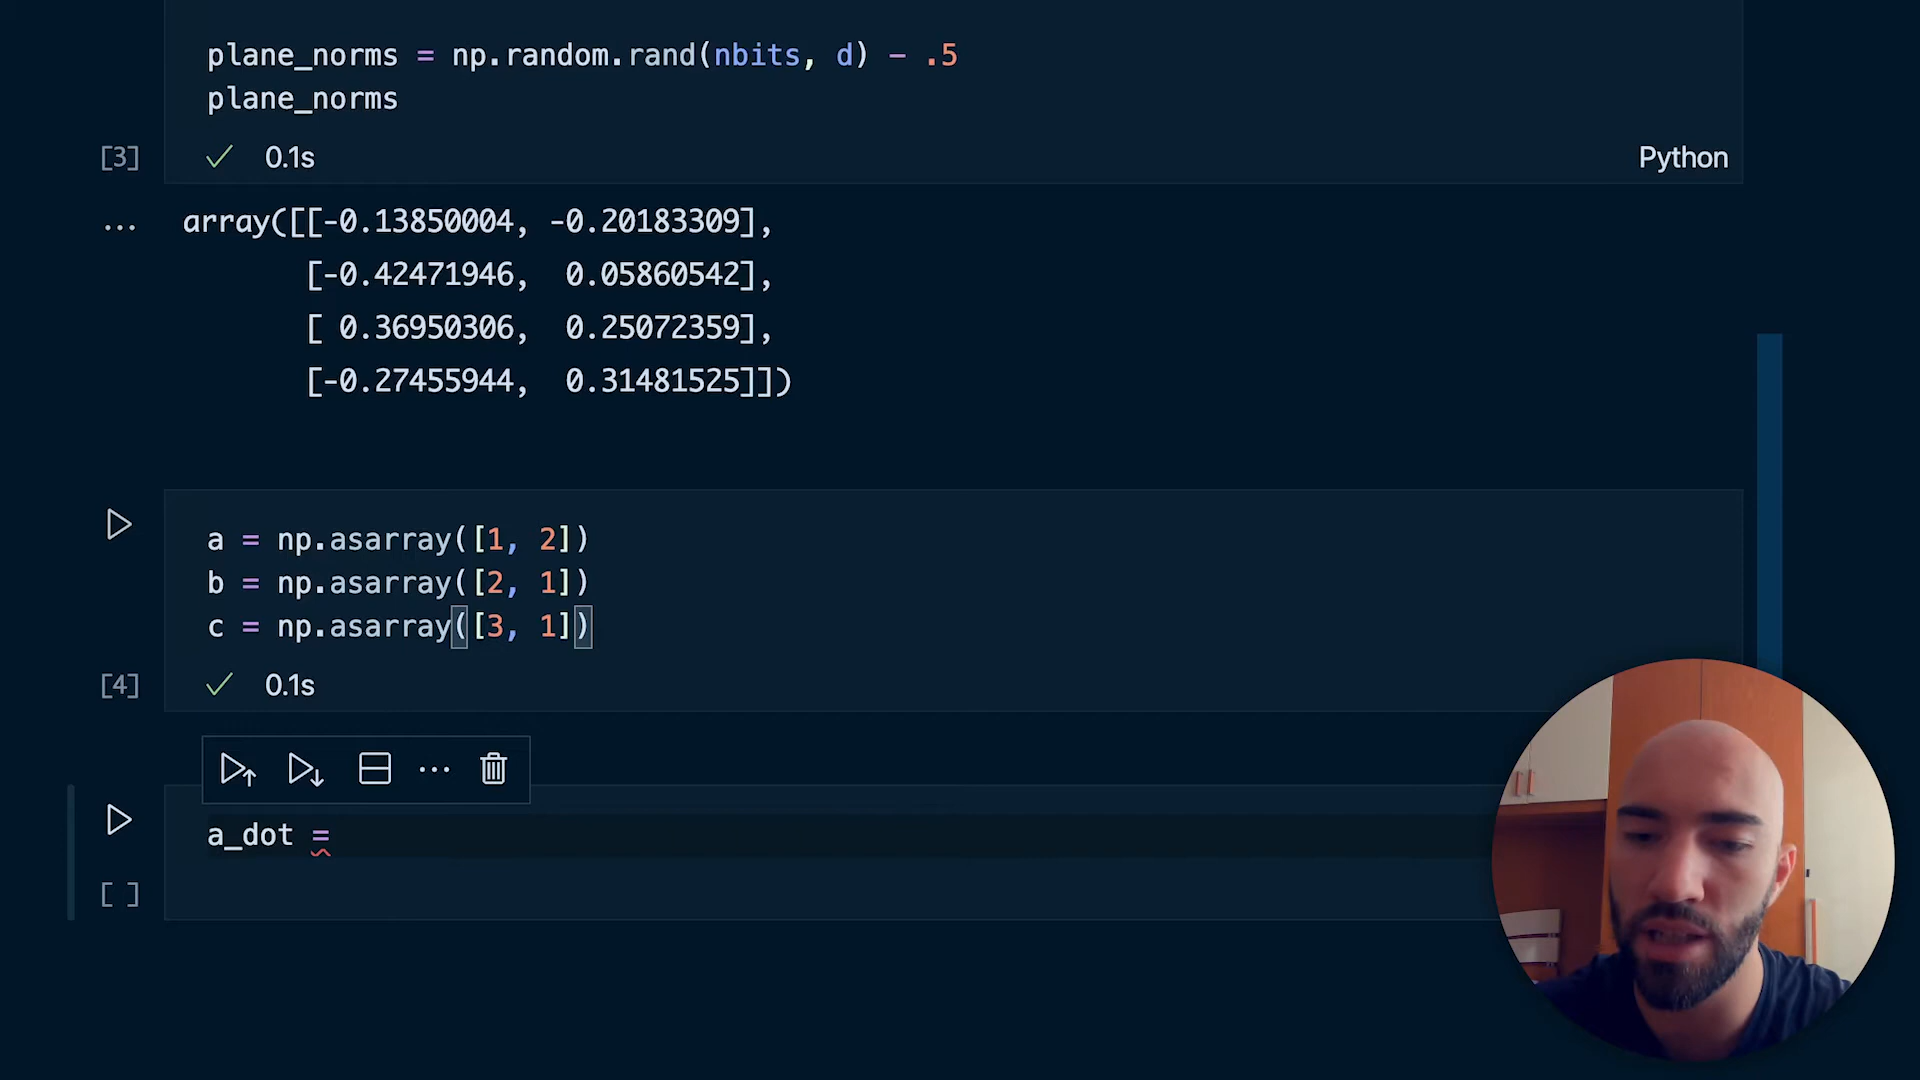 plane_norms = np.random.rand(nbits, d) - .5
plane_norms
[3] 0.1s Python
... array([[-0.13850004, -0.20183309],
[-0.42471946, 0.05860542],
[ 0.36950306, 0.25072359],
[-0.27455944, 0.31481525]])
a = np.asarray([1, 2])
b = np.asarray([2, 1])
c = np.asarray([3, 1])
[4] 0.1s
a_dot =
[ ]